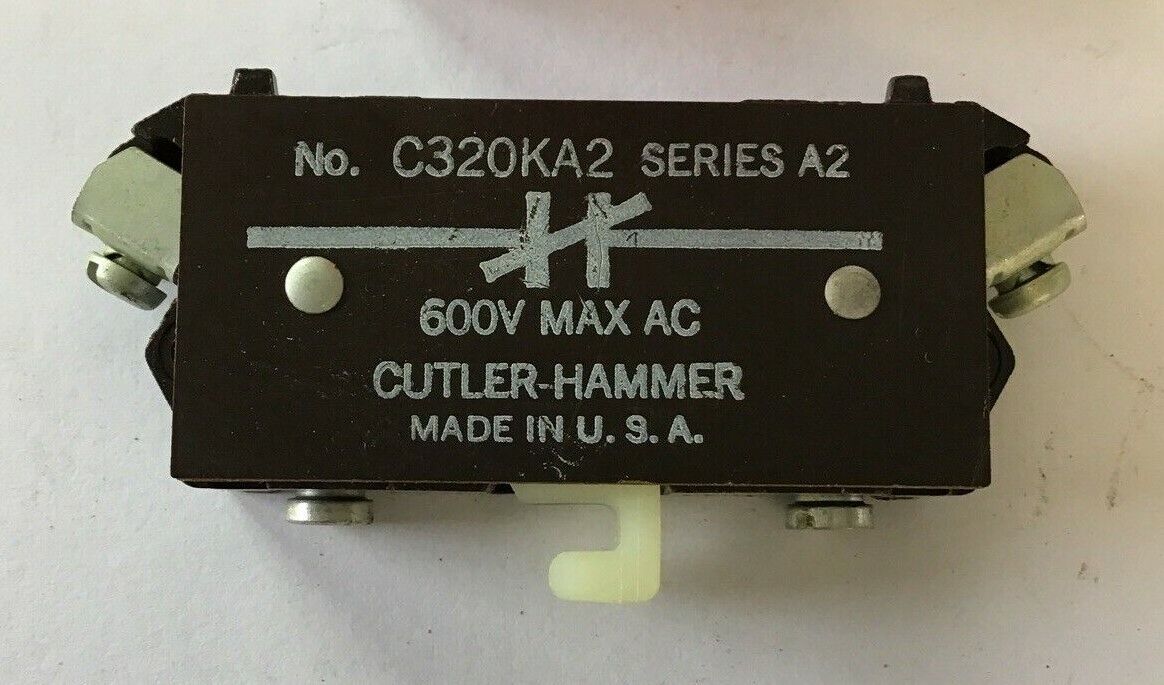 No. C320KA2 SERIES A2
600V MAX AC
CUTLER-HAMMER
MADE IN U. S. A.